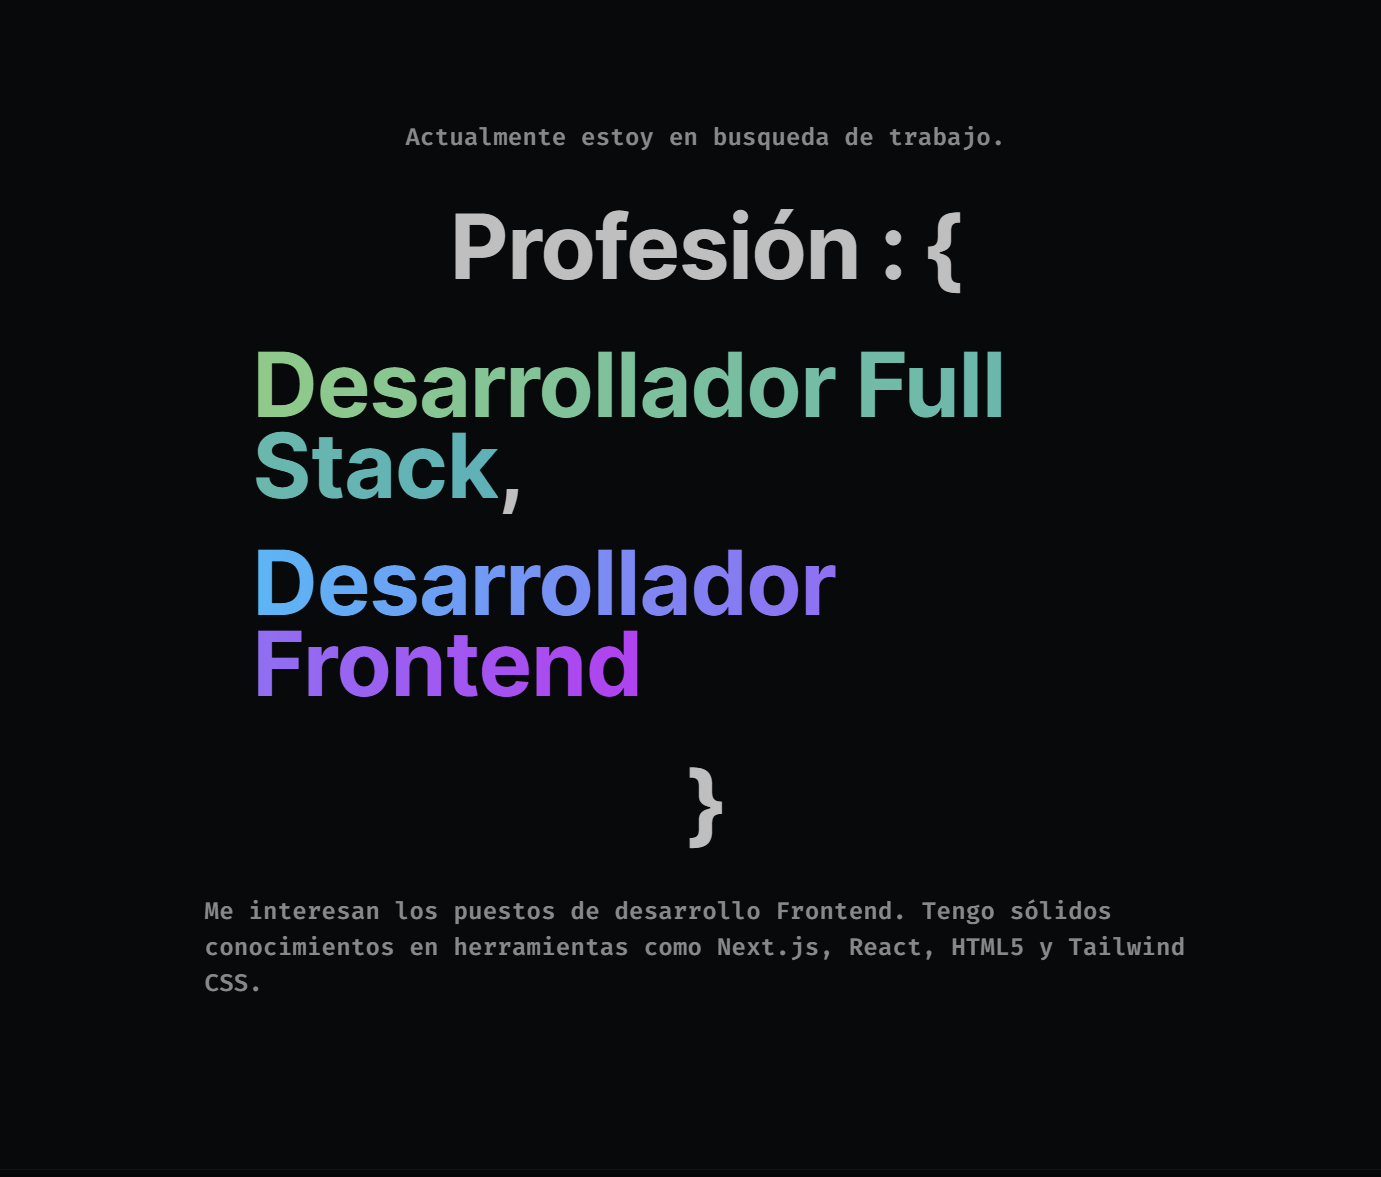 Actualmente estoy en busqueda de trabajo.
Profesión : {
Desarrollador Full
Stack,
Desarrollador
Frontend
}
Me interesan los puestos de desarrollo Frontend. Tengo sólidos
conocimientos en herramientas como Next.js, React, HTML5 y Tailwind
CSS.